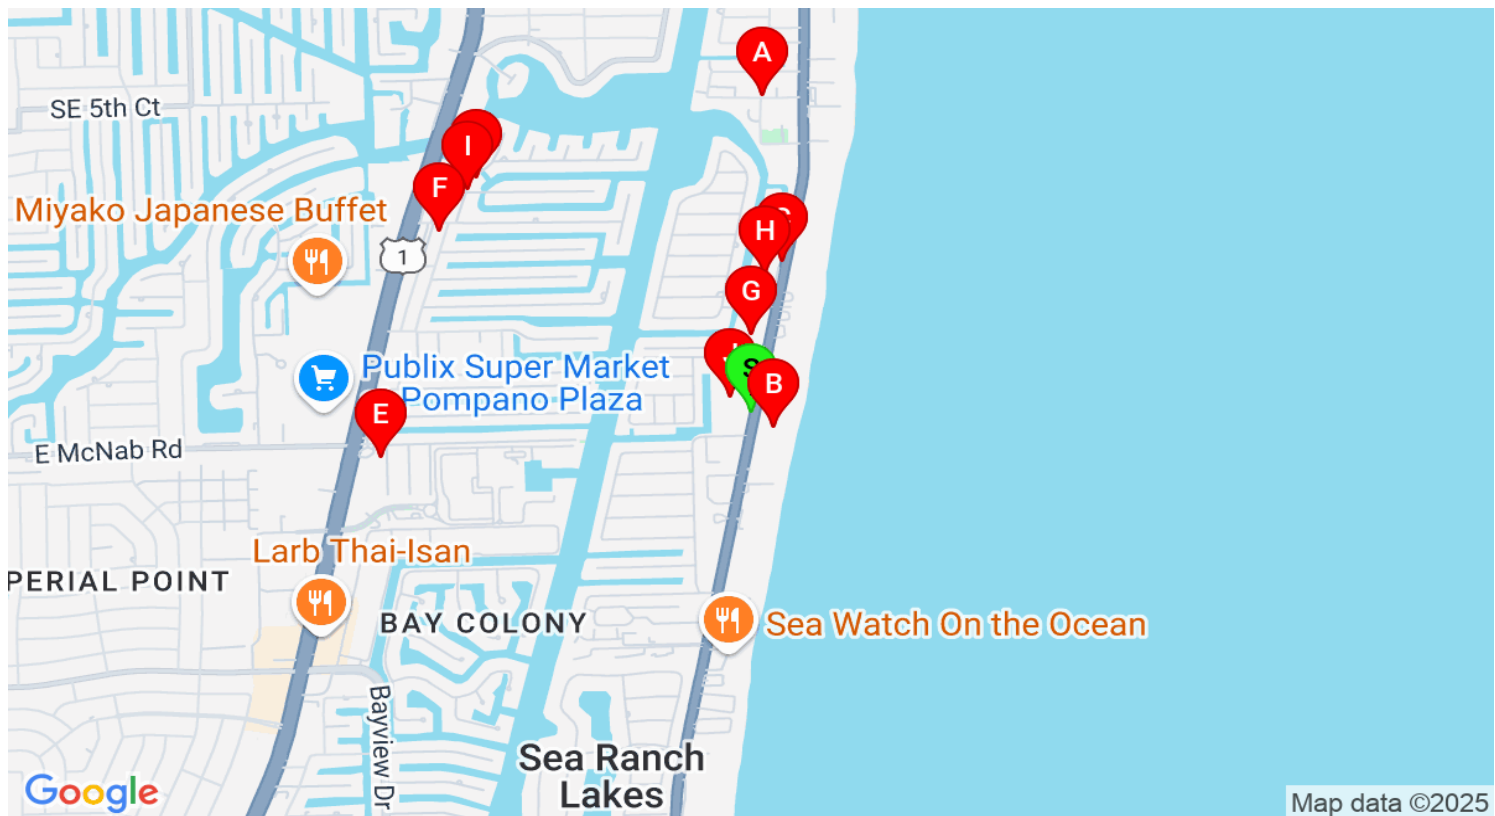 A
SE 5th Ct
I
F
Miyako Japanese Buffet
H
1
G
Publix Super Market
Pompano Plaza
S
B
E
E McNab Rd
Larb Thai-Isan
PERIAL POINT
BAY COLONY
Sea Watch On the Ocean
Bayview Dr
Sea Ranch
Lakes
Google
Map data ©2025